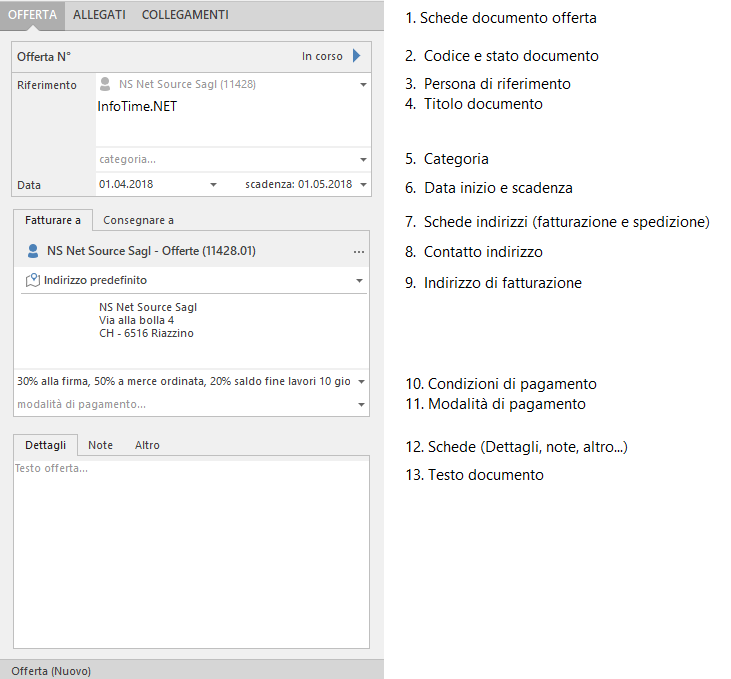 OFFERTA ALLEGATI COLLEGAMENTI
Offerta N° In corso
Riferimento NS Net Source Sagl (11428)
InfoTime.NET
categoria...
Data 01.04.2018 scadenza: 01.05.2018
Fatturare a Consegnare a
NS Net Source Sagl - Offerte (11428.01) ...
Indirizzo predefinito
NS Net Source Sagl
Via alla bolla 4
CH - 6516 Riazzino
30% alla firma, 50% a merce ordinata, 20% saldo fine lavori 10 gio
modalità di pagamento...
Dettagli Note Altro
Testo offerta...
Offerta (Nuovo)
1. Schede documento offerta
2. Codice e stato documento
3. Persona di riferimento
4. Titolo documento
5. Categoria
6. Data inizio e scadenza
7. Schede indirizzi (fatturazione e spedizione)
8. Contatto indirizzo
9. Indirizzo di fatturazione
10. Condizioni di pagamento
11. Modalità di pagamento
12. Schede (Dettagli, note, altro...)
13. Testo documento